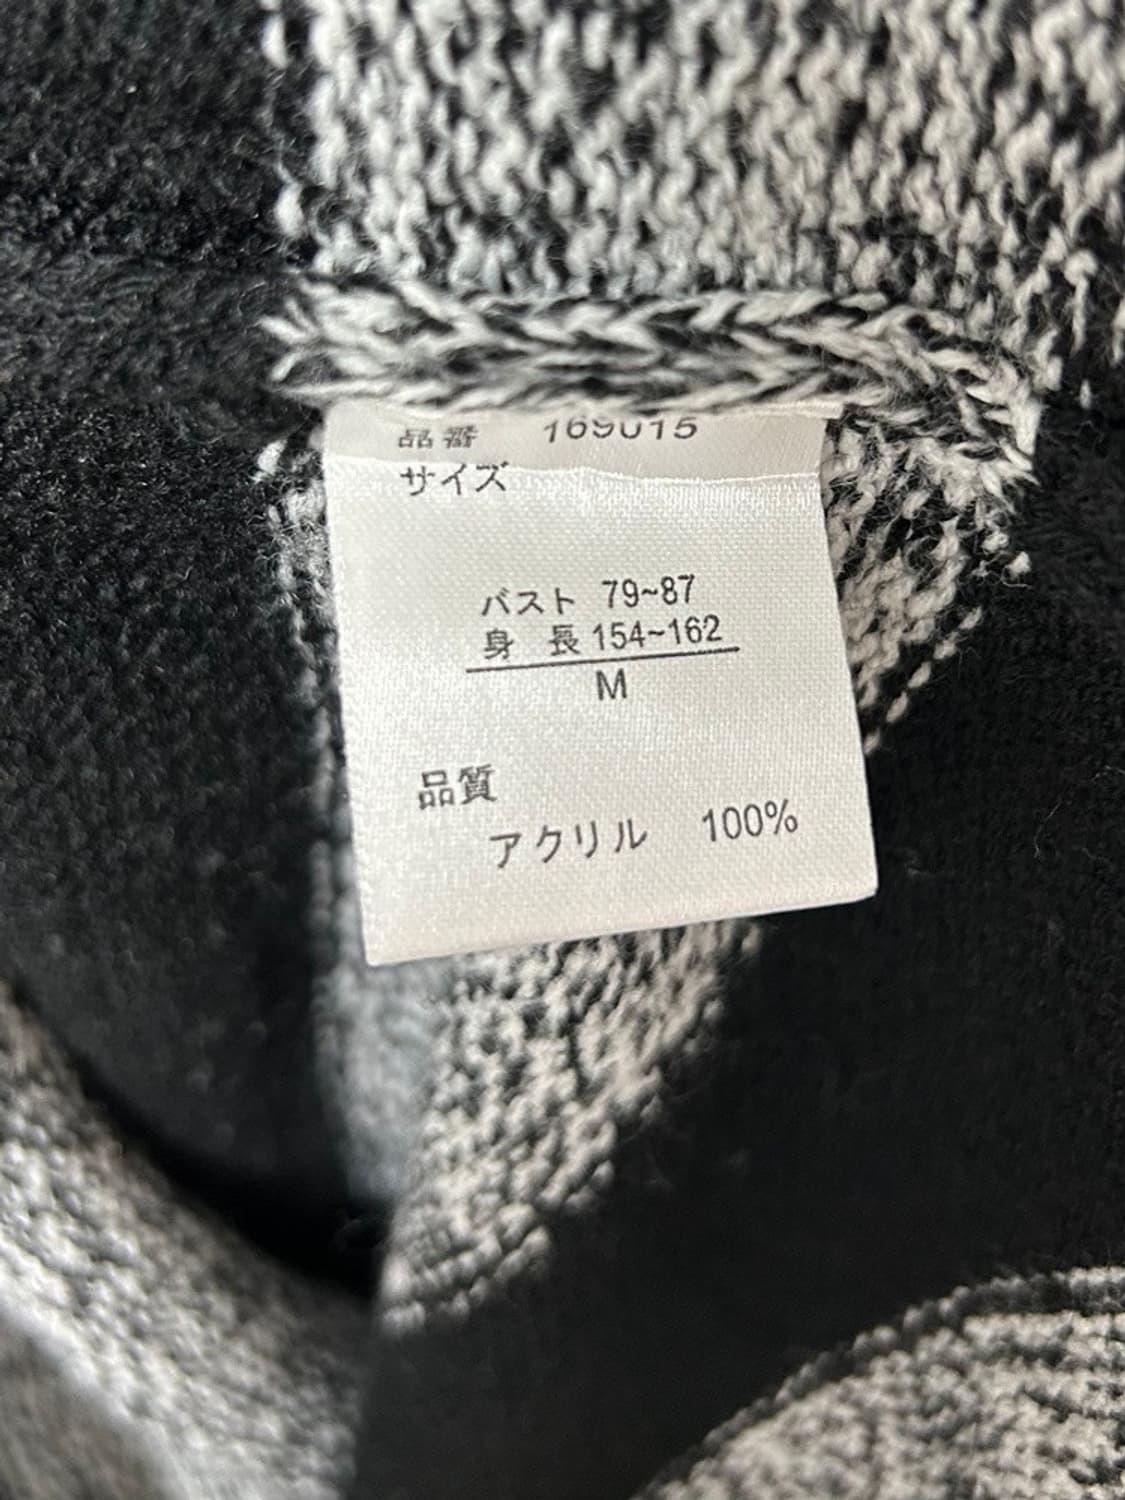 品番 169015
サイズ
バスト 79~87
身 長 154~162
M
品質
アクリル 100%